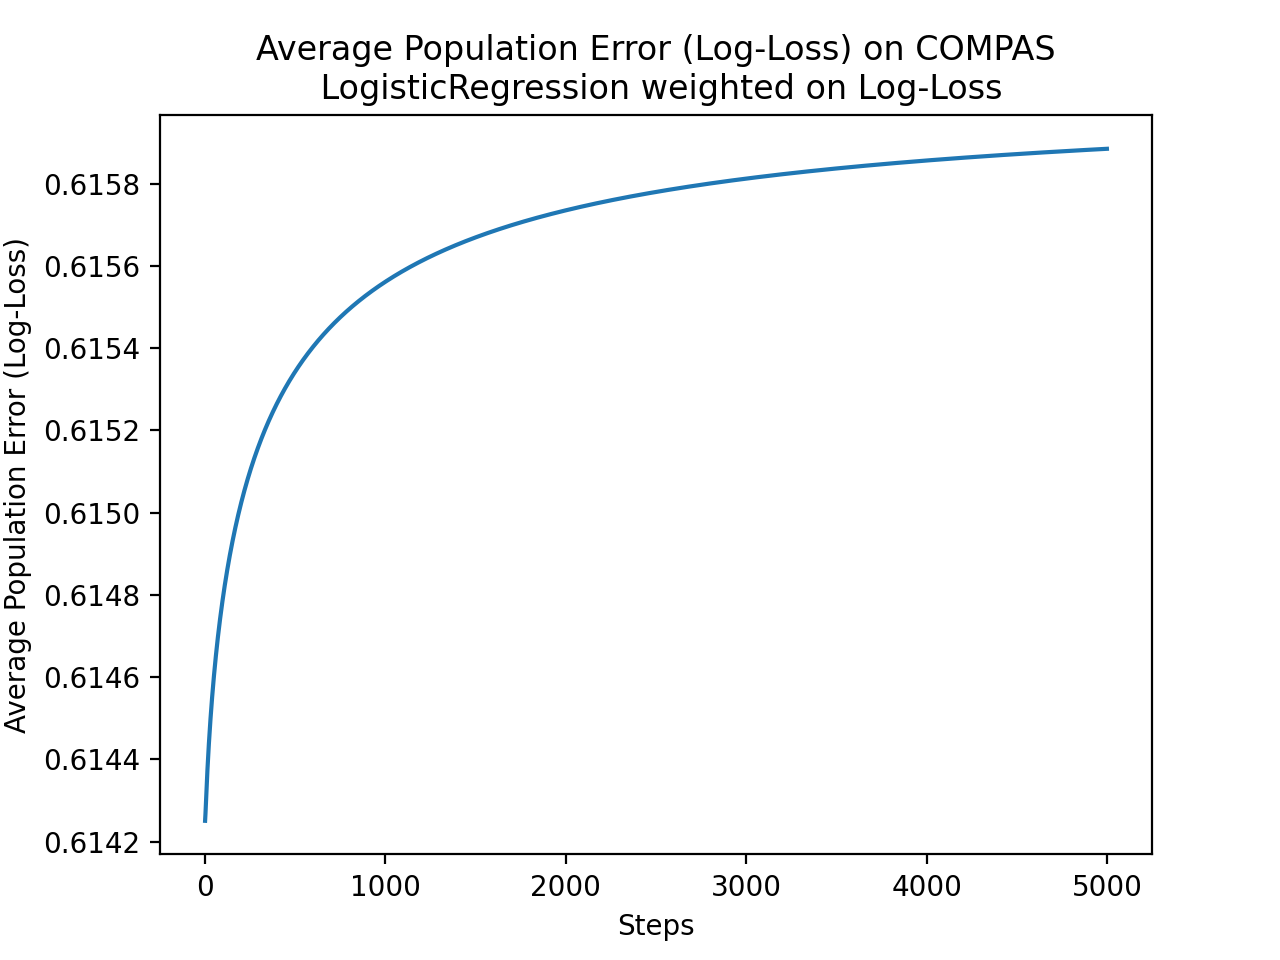 Average Population Error (Log-Loss) on COMPAS
LogisticRegression weighted on Log-Loss
Average Population Error (Log-Loss)
0.6158
0.6156
0.6154
0.6152
0.6150
0.6148
0.6146
0.6144
0.6142
0 1000 2000 3000 4000 5000
Steps